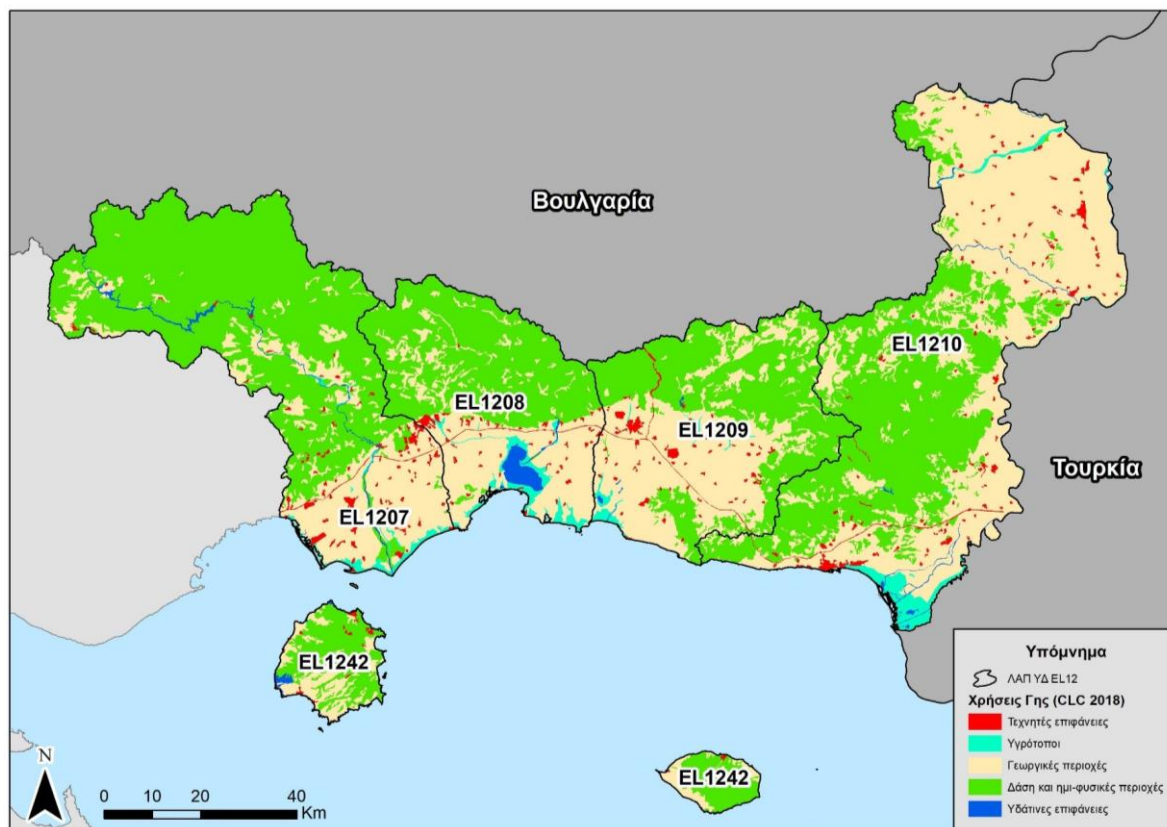 Βουλγαρία
EL1210
EL1208
EL1209
Τουρκία
EL1207
EL1242
EL1242
N
0 10 20 40
Km
Υπόμνημα
ΛΑΠ ΥΔ EL12
Χρήσεις Γης (CLC 2018)
Τεχνητές επιφάνειες
Υγρότοποι
Γεωργικές περιοχές
Δάση και ημι-φυσικές περιοχές
Υδάτινες επιφάνειες